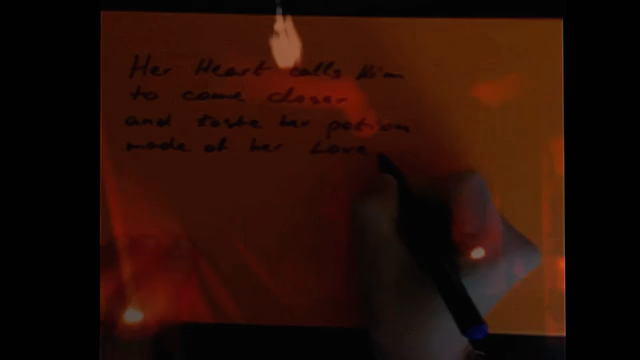 Her Heart calls him
to come closer
and taste her potion
made of her Love